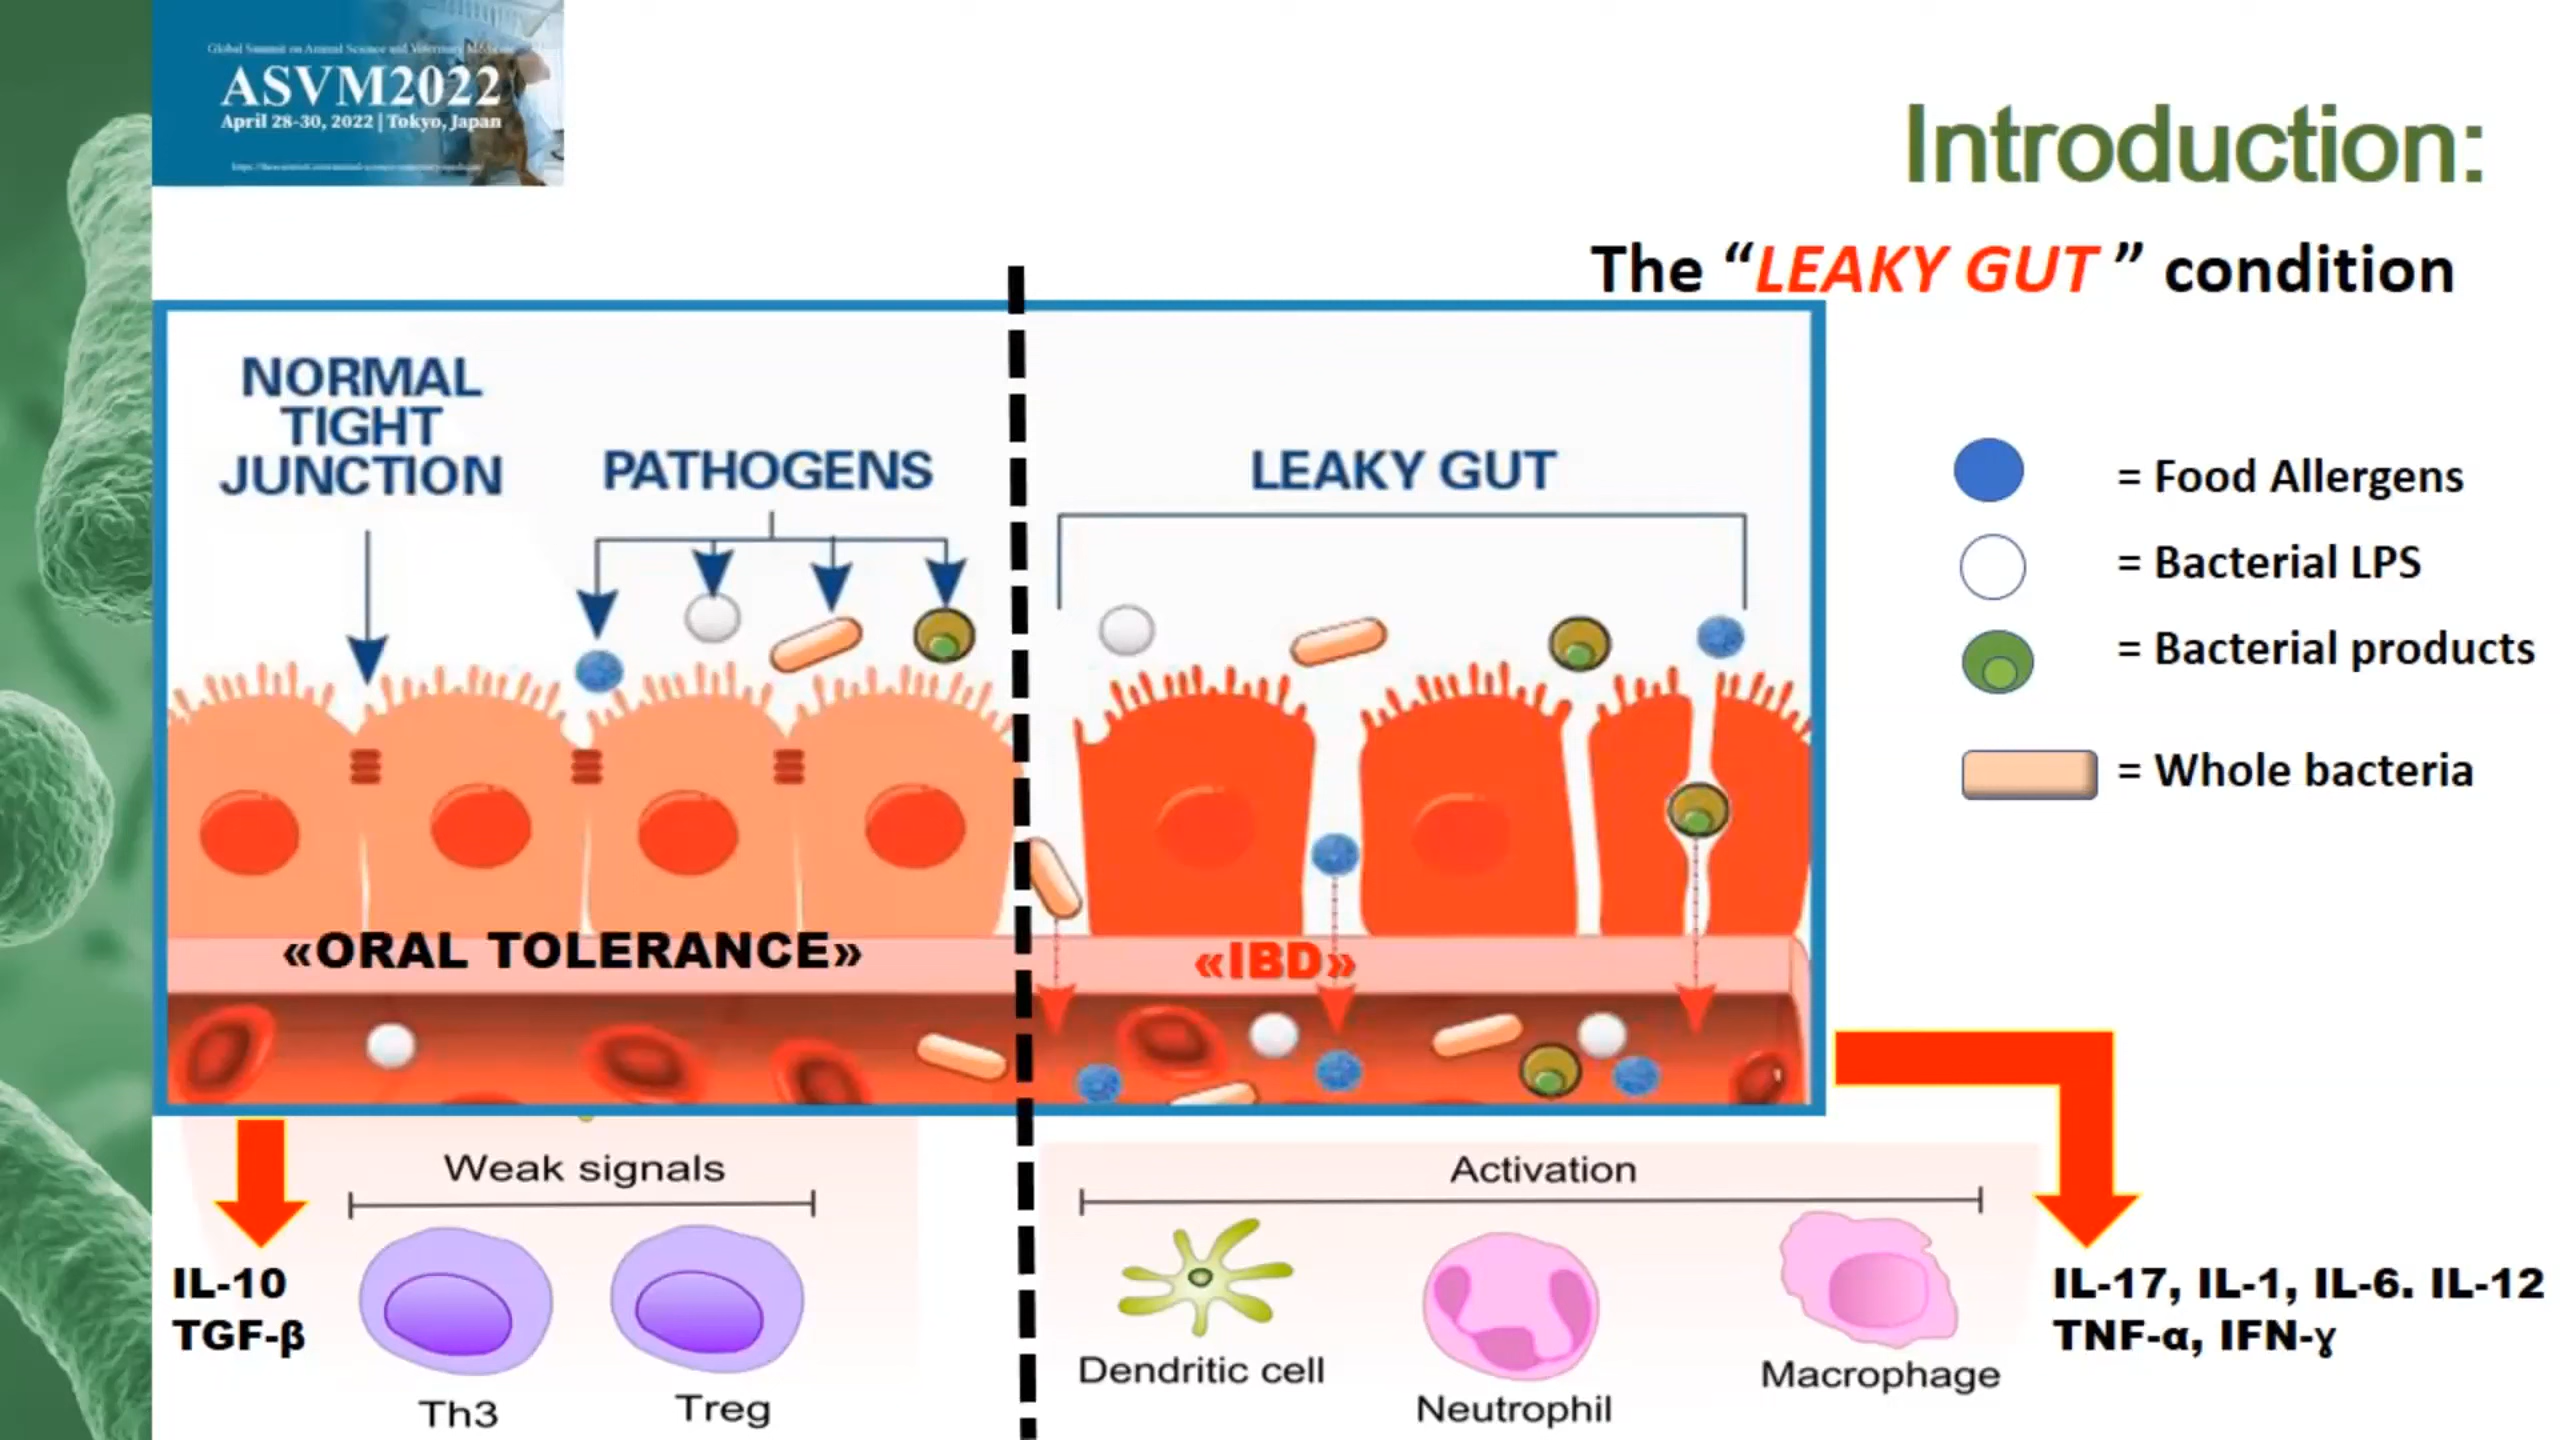 Global Summit on Animal Science and Veterinary Medicine
ASVM2022
April 28-30, 2022 | Tokyo, Japan
Introduction:
The “LEAKY GUT ” condition
NORMAL
TIGHT
JUNCTION
PATHOGENS
LEAKY GUT
= Food Allergens
= Bacterial LPS
= Bacterial products
= Whole bacteria
«ORAL TOLERANCE»
«IBD»
Weak signals
Activation
IL-10
TGF-β
Th3
Treg
Dendritic cell
Neutrophil
Macrophage
IL-17, IL-1, IL-6. IL-12
TNF-α, IFN-ɣ